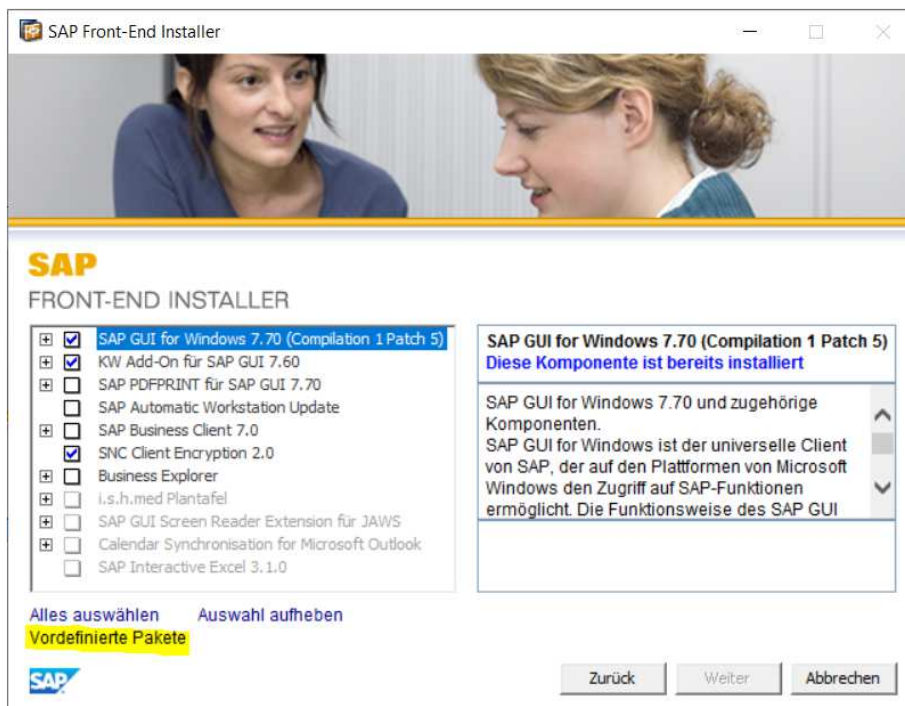 SAP Front-End Installer
SAP
FRONT-END INSTALLER
SAP GUI for Windows 7.70 (Compilation 1 Patch 5)
KW Add-On für SAP GUI 7.60
SAP PDFPRINT für SAP GUI 7.70
SAP Automatic Workstation Update
SAP Business Client 7.0
SNC Client Encryption 2.0
Business Explorer
i.s.h.med Plantafel
SAP GUI Screen Reader Extension für JAWS
Calendar Synchronisation for Microsoft Outlook
SAP Interactive Excel 3.1.0
SAP GUI for Windows 7.70 (Compilation 1 Patch 5)
Diese Komponente ist bereits installiert
SAP GUI for Windows 7.70 und zugehörige
Komponenten.
SAP GUI for Windows ist der universelle Client
von SAP, der auf den Plattformen von Microsoft
Windows den Zugriff auf SAP-Funktionen
ermöglicht. Die Funktionsweise des SAP GUI
Alles auswählen Auswahl aufheben
Vordefinierte Pakete
SAP
Zurück Weiter Abbrechen